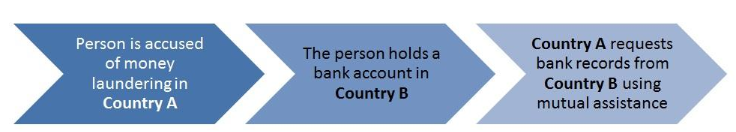 Person is accused
of money
laundering in
Country A
The person holds a
bank account in
Country B
Country A requests
bank records from
Country B using
mutual assistance